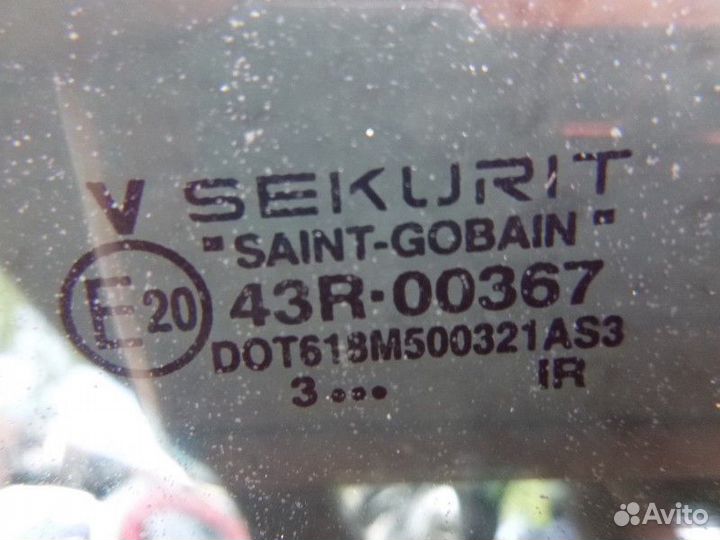 V SEKURIT
"SAINT-GOBAIN"
E20 43R-00367
DOT618M500321AS3
3... IR
Avito